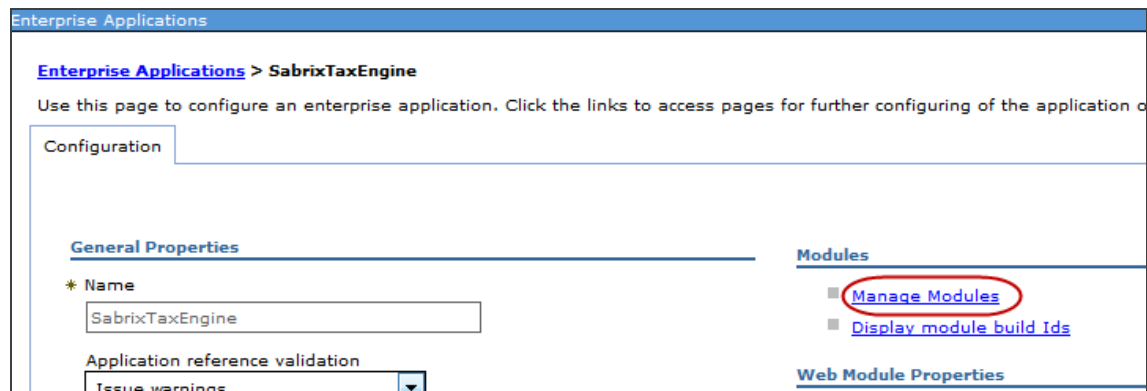 Enterprise Applications
Enterprise Applications > SabrixTaxEngine
Use this page to configure an enterprise application. Click the links to access pages for further configuring of the application o
Configuration
General Properties
* Name
SabrixTaxEngine
Application reference validation
Issue warnings
Modules
Manage Modules
Display module build Ids
Web Module Properties